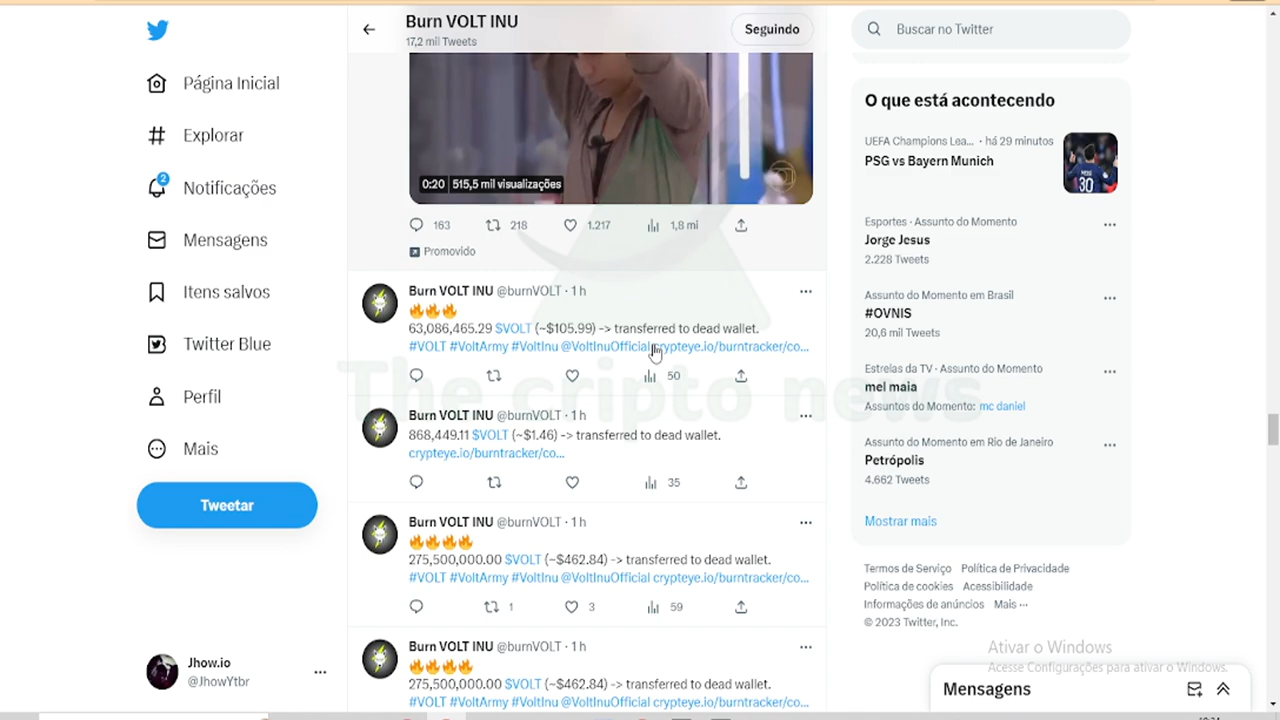 Burn VOLT INU
17,2 mil Tweets
Seguindo
Buscar no Twitter
Página Inicial
Explorar
2
Notificações
Mensagens
Itens salvos
Twitter Blue
Perfil
Mais
Tweetar
Jhow.io
@JhowYtbr
0:20 515,5 mil visualizações
163 218 1.217 1,8 mi
Promovido
Burn VOLT INU @burnVOLT · 1 h
🔥🔥🔥
63,086,465.29 $VOLT (~$105.99) -> transferred to dead wallet.
#VOLT #VoltArmy #VoltInu @VoltInuOfficial crypteye.io/burntracker/co...
50
Burn VOLT INU @burnVOLT · 1 h
868,449.11 $VOLT (~$1.46) -> transferred to dead wallet.
crypteye.io/burntracker/co...
35
Burn VOLT INU @burnVOLT · 1 h
🔥🔥🔥🔥
275,500,000.00 $VOLT (~$462.84) -> transferred to dead wallet.
#VOLT #VoltArmy #VoltInu @VoltInuOfficial crypteye.io/burntracker/co...
1 3 59
Burn VOLT INU @burnVOLT · 1 h
🔥🔥🔥🔥
275,500,000.00 $VOLT (~$462.84) -> transferred to dead wallet.
#VOLT #VoltArmy #VoltInu @VoltInuOfficial crypteye.io/burntracker/co...
The cripto news
O que está acontecendo
UEFA Champions Lea... · há 29 minutos
PSG vs Bayern Munich
30
Esportes · Assunto do Momento
Jorge Jesus
2.228 Tweets
Assunto do Momento em Brasil
#OVNIS
20,6 mil Tweets
Estrelas da TV · Assunto do Momento
mel maia
Assuntos do Momento: mc daniel
Assunto do Momento em Rio de Janeiro
Petrópolis
4.662 Tweets
Mostrar mais
Termos de Serviço Política de Privacidade
Política de cookies Acessibilidade
Informações de anúncios Mais ···
© 2023 Twitter, Inc.
Ativar o Windows
Acesse Configurações para ativar o Windows.
Mensagens